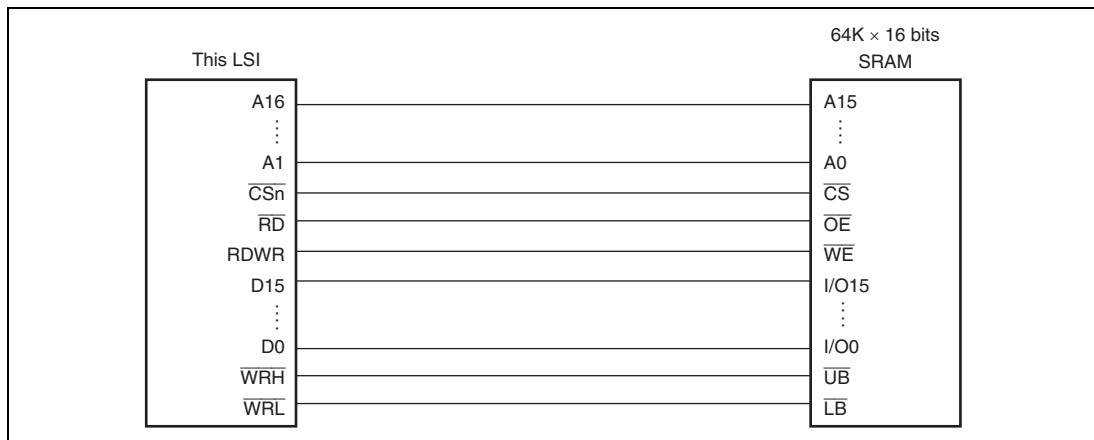 64K × 16 bits
This LSI SRAM
A16 A15
A1 A0
CSn CS
RD OE
RDWR WE
D15 I/O15
D0 I/O0
WRH UB
WRL LB